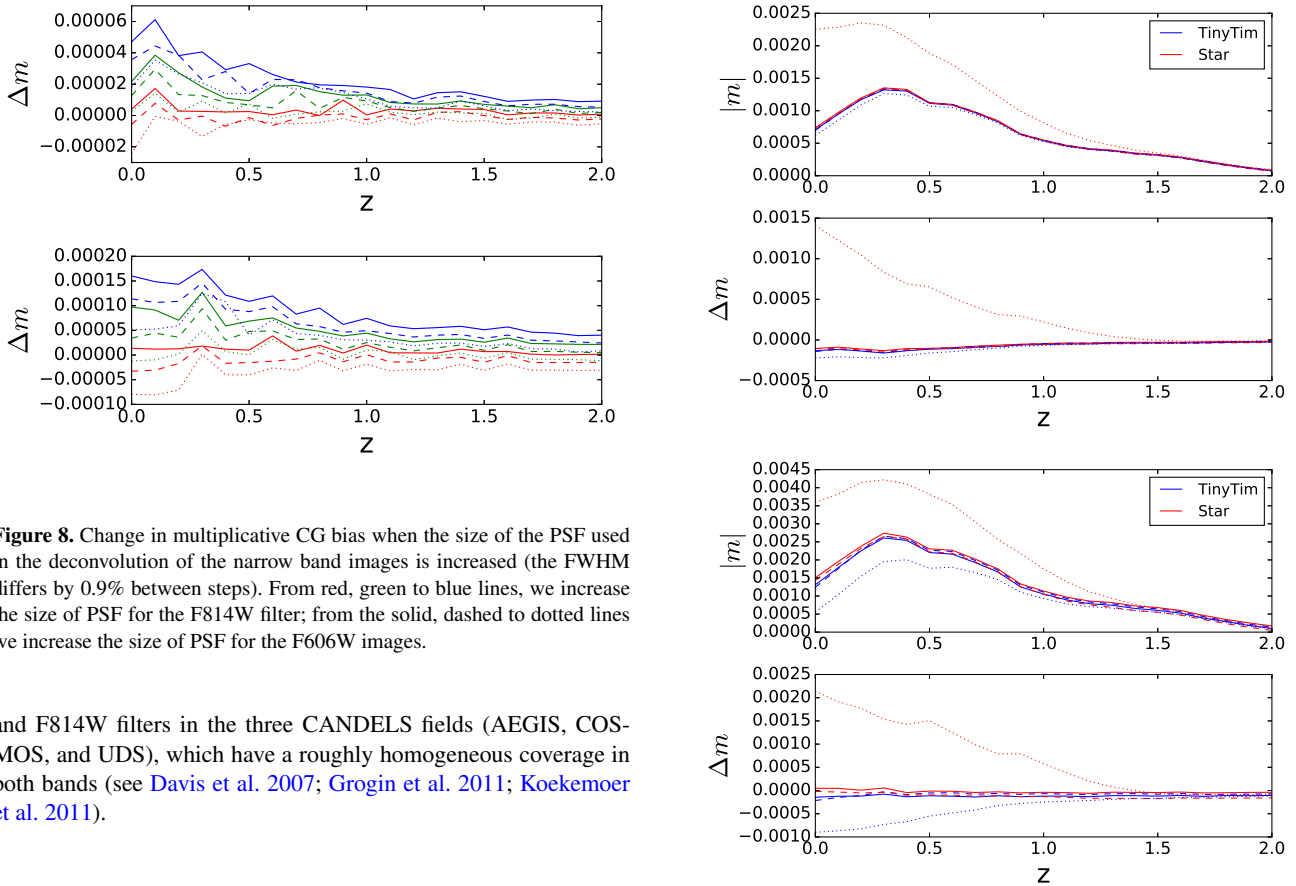 0.00006
0.00004
0.00002
0.00000
−0.00002
Δm
0.0 0.5 1.0 1.5 2.0
z
0.00020
0.00015
0.00010
0.00005
0.00000
−0.00005
−0.00010
Δm
0.0 0.5 1.0 1.5 2.0
z
Figure 8. Change in multiplicative CG bias when the size of the PSF used
in the deconvolution of the narrow band images is increased (the FWHM
differs by 0.9% between steps). From red, green to blue lines, we increase
the size of PSF for the F814W filter; from the solid, dashed to dotted lines
we increase the size of PSF for the F606W images.
and F814W filters in the three CANDELS fields (AEGIS, COS-
MOS, and UDS), which have a roughly homogeneous coverage in
both bands (see Davis et al. 2007; Grogin et al. 2011; Koekemoer
et al. 2011).
0.0025
0.0020
0.0015
0.0010
0.0005
0.0000
|m|
TinyTim
Star
0.0 0.5 1.0 1.5 2.0
0.0015
0.0010
0.0005
0.0000
−0.0005
Δm
0.0 0.5 1.0 1.5 2.0
z
0.0045
0.0040
0.0035
0.0030
0.0025
0.0020
0.0015
0.0010
0.0005
0.0000
|m|
TinyTim
Star
0.0 0.5 1.0 1.5 2.0
0.0025
0.0020
0.0015
0.0010
0.0005
0.0000
−0.0005
−0.0010
Δm
0.0 0.5 1.0 1.5 2.0
z